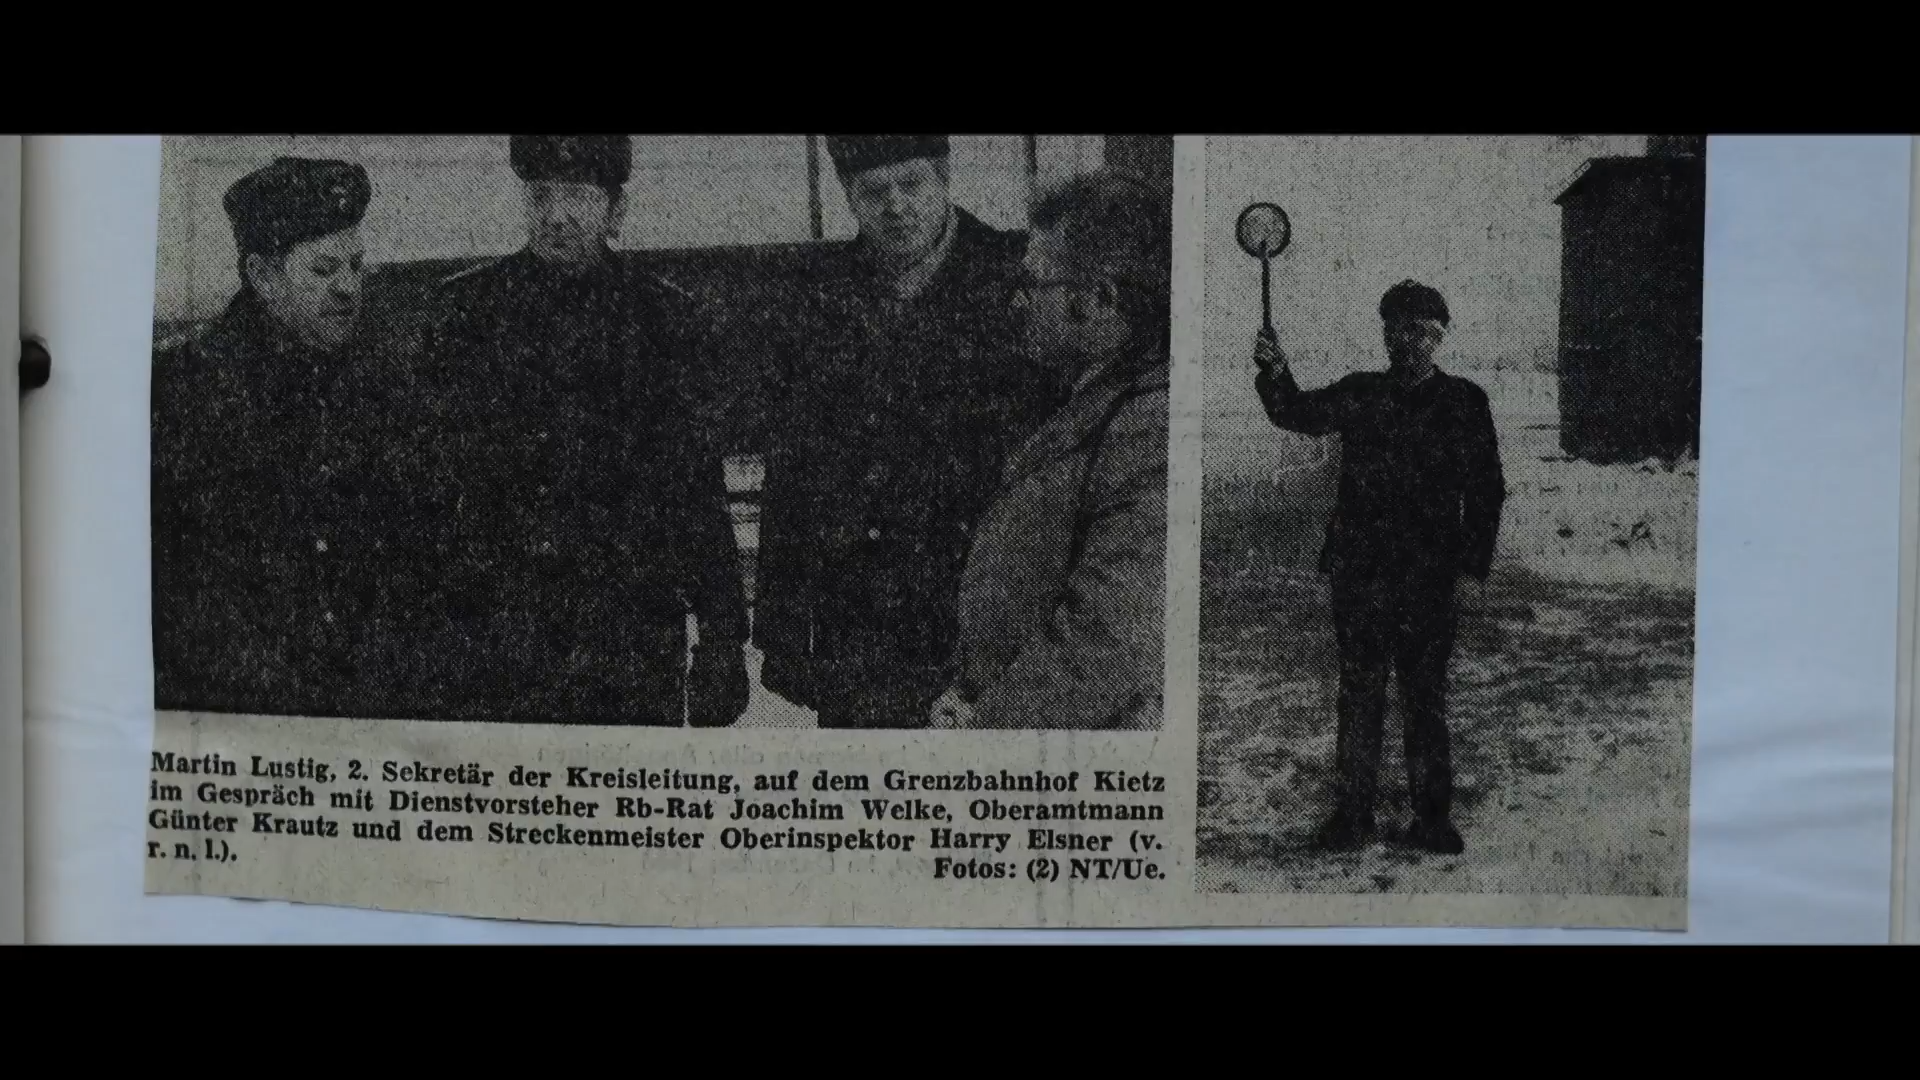 Martin Lustig, 2. Sekretär der Kreisleitung, auf dem Grenzbahnhof Kietz
im Gespräch mit Dienstvorsteher Rb-Rat Joachim Welke, Oberamtmann
Günter Krautz und dem Streckenmeister Oberinspektor Harry Elsner (v.
r. n. l.).
Fotos: (2) NT/Ue.